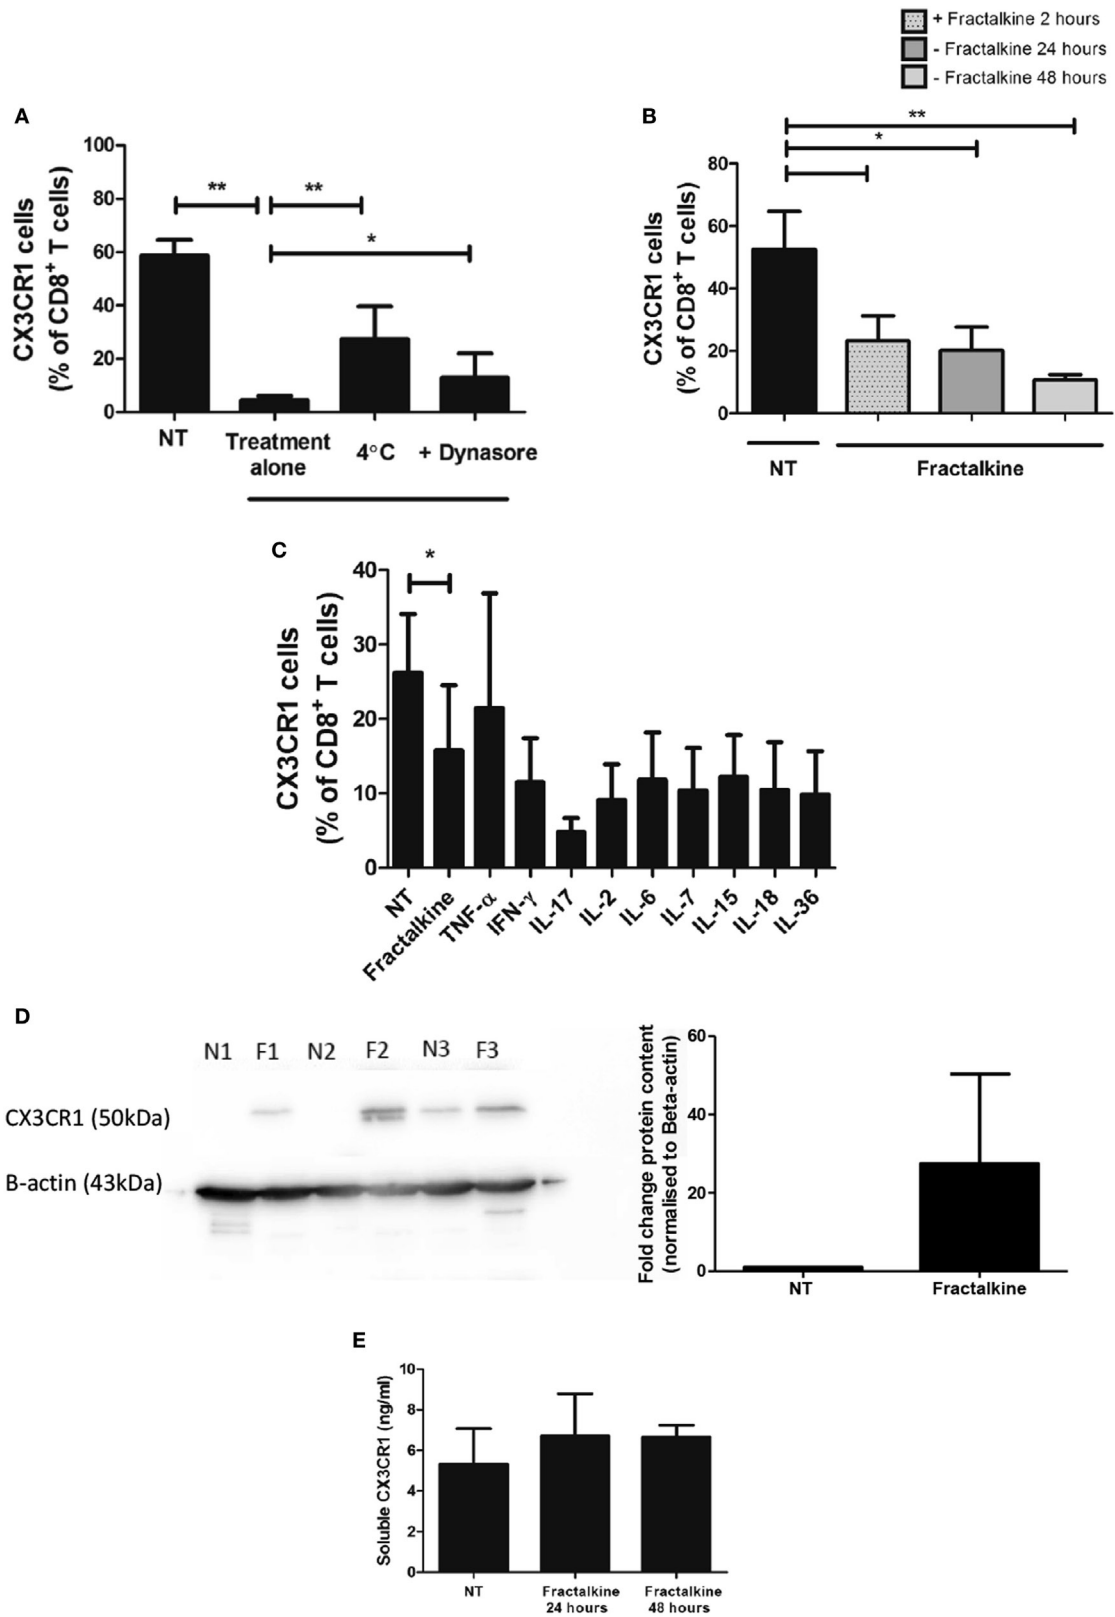 + Fractalkine 2 hours
- Fractalkine 24 hours
- Fractalkine 48 hours
A
CX3CR1 cells
(% of CD8+ T cells)
100
80
60
40
20
0
**
**
*
NT
Treatment
alone
4°C
+ Dynasore
B
CX3CR1 cells
(% of CD8+ T cells)
80
60
40
20
0
**
*
NT
Fractalkine
C
CX3CR1 cells
(% of CD8+ T cells)
40
30
20
10
0
*
NT
Fractalkine
TNF-α
IFN-γ
IL-17
IL-2
IL-6
IL-7
IL-15
IL-18
IL-36
D
N1 F1 N2 F2 N3 F3
CX3CR1 (50kDa)
B-actin (43kDa)
Fold change protein content
(normalised to Beta-actin)
60
40
20
0
NT
Fractalkine
E
Soluble CX3CR1 (ng/ml)
10
8
6
4
2
0
NT
Fractalkine
24 hours
Fractalkine
48 hours